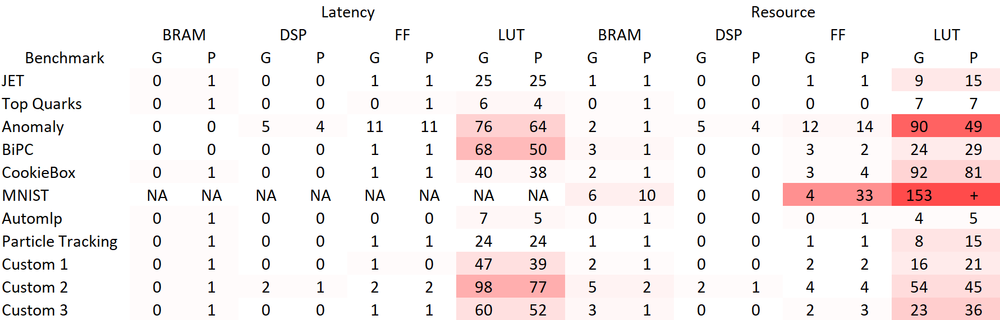 Latency Resource
BRAM DSP FF LUT BRAM DSP FF LUT
Benchmark G P G P G P G P G P G P G P G P
JET 0 1 0 0 1 1 25 25 1 1 0 0 1 1 9 15
Top Quarks 0 1 0 0 0 1 6 4 0 1 0 0 0 0 7 7
Anomaly 0 0 5 4 11 11 76 64 2 1 5 4 12 14 90 49
BiPC 0 0 0 0 1 1 68 50 3 1 0 0 3 2 24 29
CookieBox 0 1 0 0 1 1 40 38 2 1 0 0 3 4 92 81
MNIST NA NA NA NA NA NA NA NA 6 10 0 0 4 33 153 +
Automlp 0 1 0 0 0 0 7 5 0 1 0 0 0 1 4 5
Particle Tracking 0 1 0 0 1 1 24 24 1 1 0 0 1 1 8 15
Custom 1 0 1 0 0 1 0 47 39 2 1 0 0 2 2 16 21
Custom 2 0 1 2 1 2 2 98 77 5 2 2 1 4 4 54 45
Custom 3 0 1 0 0 1 1 60 52 3 1 0 0 2 3 23 36